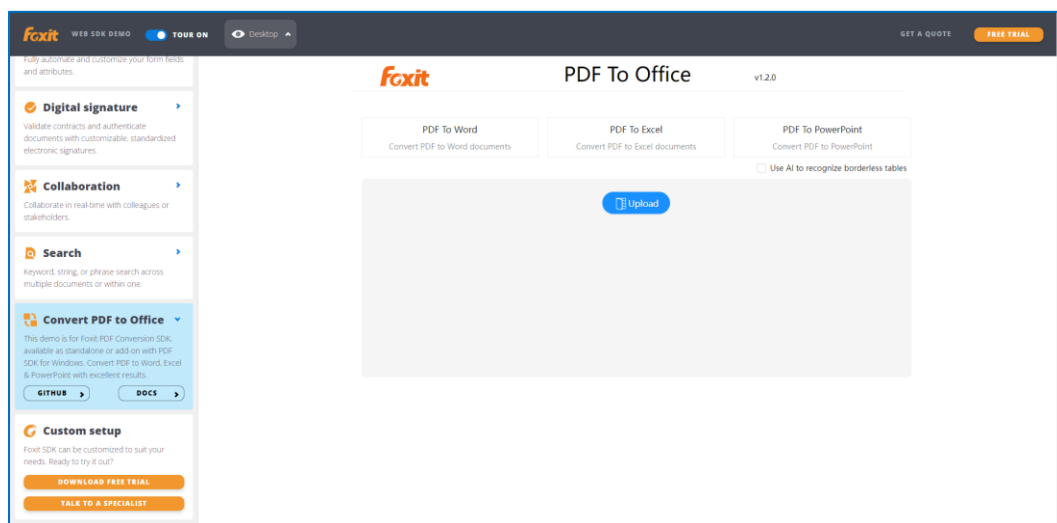 Foxit WEB SDK DEMO TOUR ON Desktop GET A QUOTE FREE TRIAL
Fully automate and customize your form fields
and attributes.
Digital signature
Validate contracts and authenticate
documents with customizable, standardized
electronic signatures.
Collaboration
Collaborate in real-time with colleagues or
stakeholders.
Search
Keyword, string, or phrase search across
multiple documents or within one.
Convert PDF to Office
This demo is for Foxit PDF Conversion SDK,
available as standalone or add-on with PDF
SDK for Windows. Convert PDF to Word, Excel
& PowerPoint with excellent results.
GITHUB DOCS
Custom setup
Foxit SDK can be customized to suit your
needs. Ready to try it out?
DOWNLOAD FREE TRIAL
TALK TO A SPECIALIST
Foxit PDF To Office v1.2.0
PDF To Word PDF To Excel PDF To PowerPoint
Convert PDF to Word documents Convert PDF to Excel documents Convert PDF to PowerPoint
Use AI to recognize borderless tables
Upload